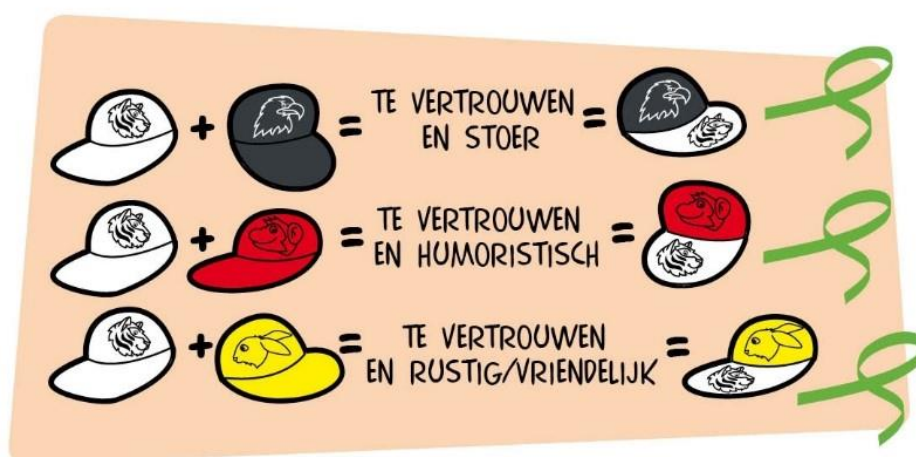 + = TE VERTROUWEN =
EN STOER
+ = TE VERTROUWEN =
EN HUMORISTISCH
+ = TE VERTROUWEN =
EN RUSTIG/VRIENDELIJK